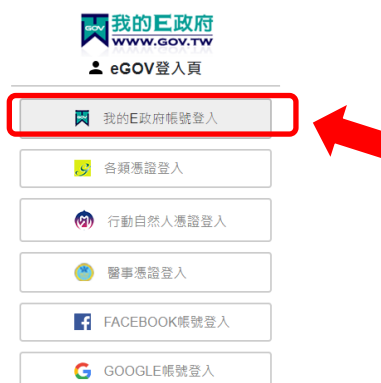 GOV 我的E政府
WWW.GOV.TW
eGOV登入頁
我的E政府帳號登入
各類憑證登入
行動自然人憑證登入
醫事憑證登入
FACEBOOK帳號登入
GOOGLE帳號登入